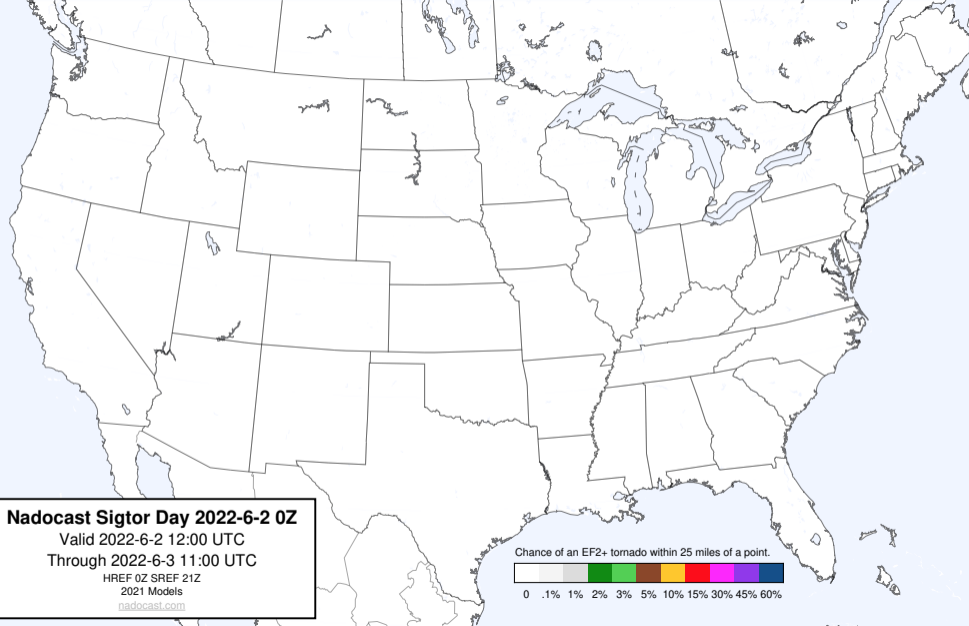 Nadocast Sigtor Day 2022-6-2 0Z
Valid 2022-6-2 12:00 UTC
Through 2022-6-3 11:00 UTC
HREF 0Z SREF 21Z
2021 Models
nadocast.com
Chance of an EF2+ tornado within 25 miles of a point.
0 .1% 1% 2% 3% 5% 10% 15% 30% 45% 60%